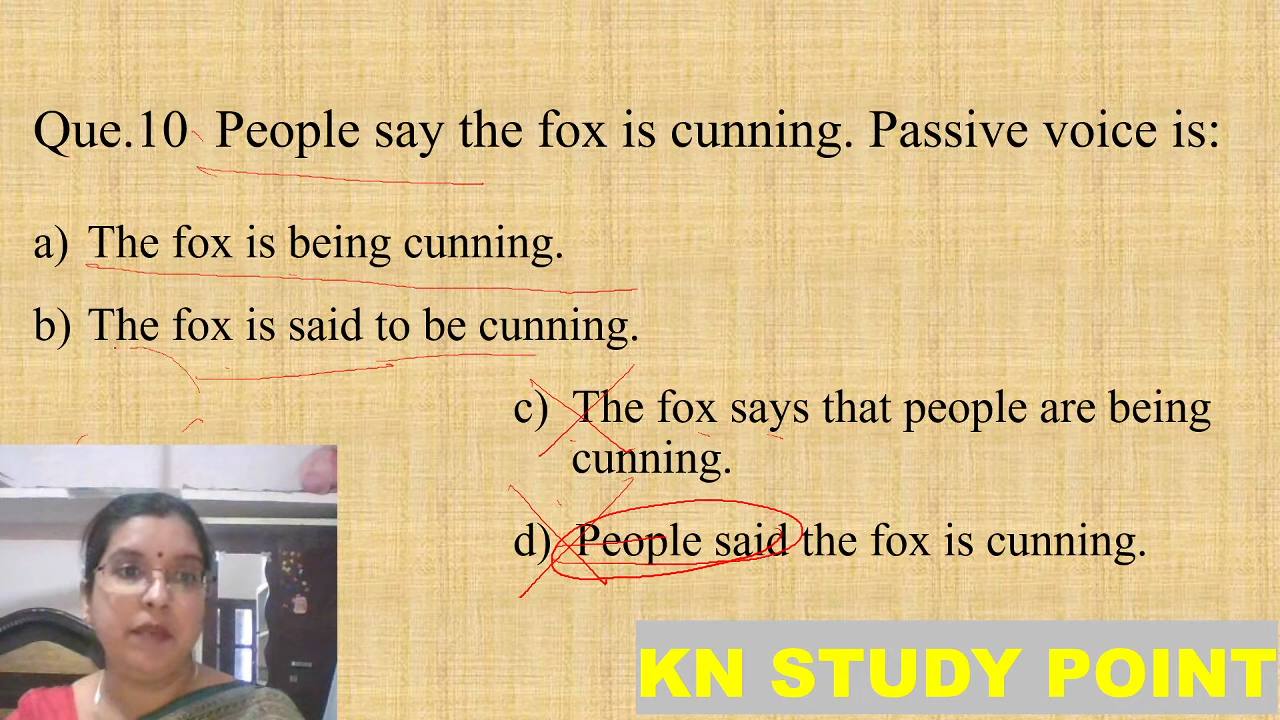 Que.10 People say the fox is cunning. Passive voice is:
a) The fox is being cunning.
b) The fox is said to be cunning.
c) The fox says that people are being
cunning.
d) People said the fox is cunning.
KN STUDY POINT